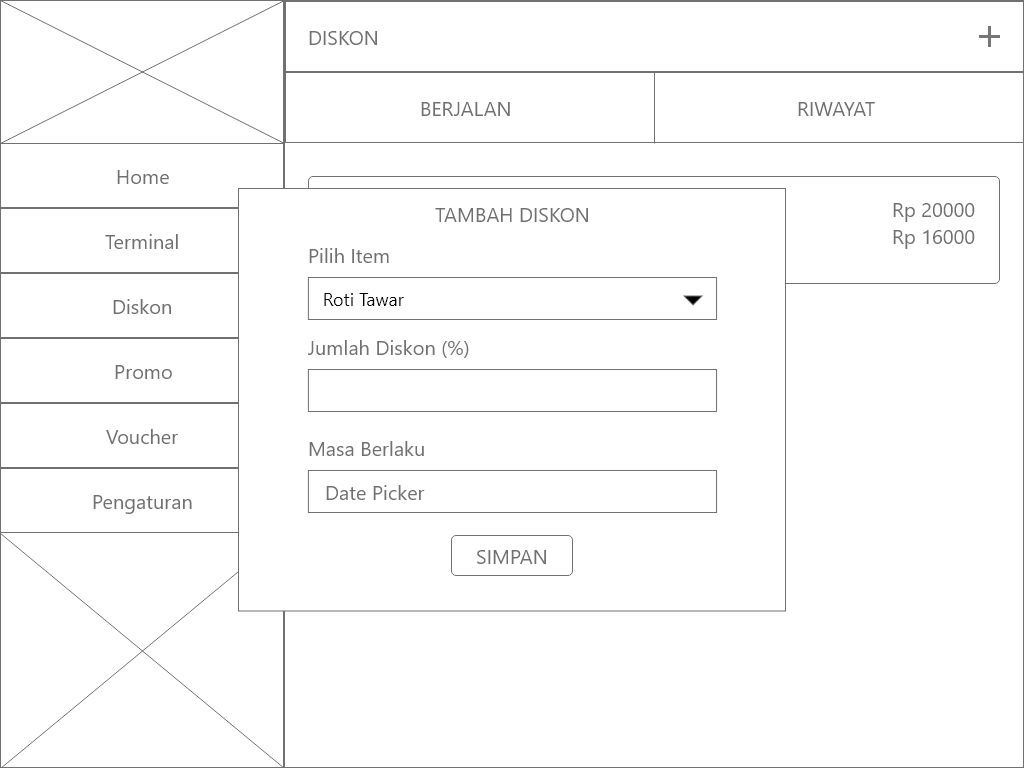 DISKON
BERJALAN
RIWAYAT
Home
Terminal
Diskon
Promo
Voucher
Pengaturan
Rp 20000
Rp 16000
TAMBAH DISKON
Pilih Item
Roti Tawar
Jumlah Diskon (%)
Masa Berlaku
Date Picker
SIMPAN